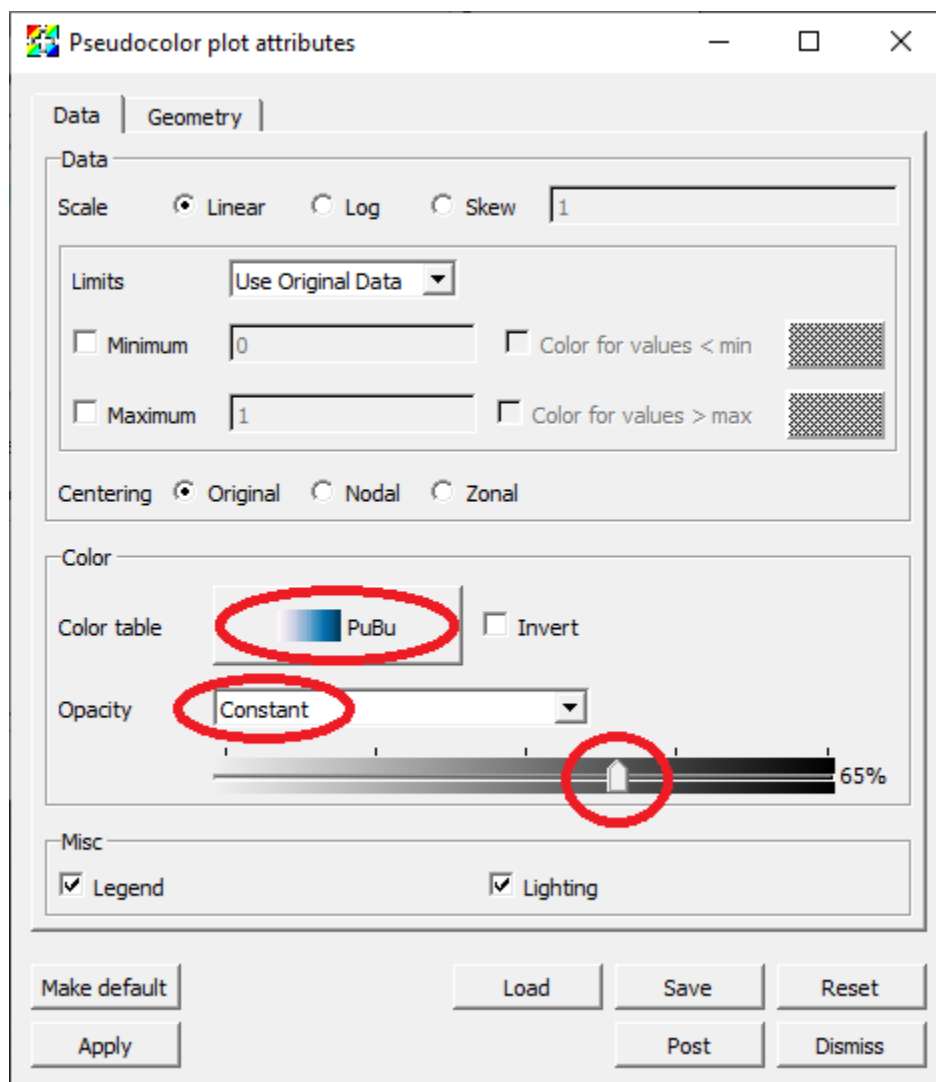 Pseudocolor plot attributes
Data Geometry
Data
Scale Linear Log Skew 1
Limits Use Original Data
Minimum 0 Color for values < min
Maximum 1 Color for values > max
Centering Original Nodal Zonal
Color
Color table PuBu Invert
Opacity Constant
65%
Misc
Legend Lighting
Make default Load Save Reset
Apply Post Dismiss